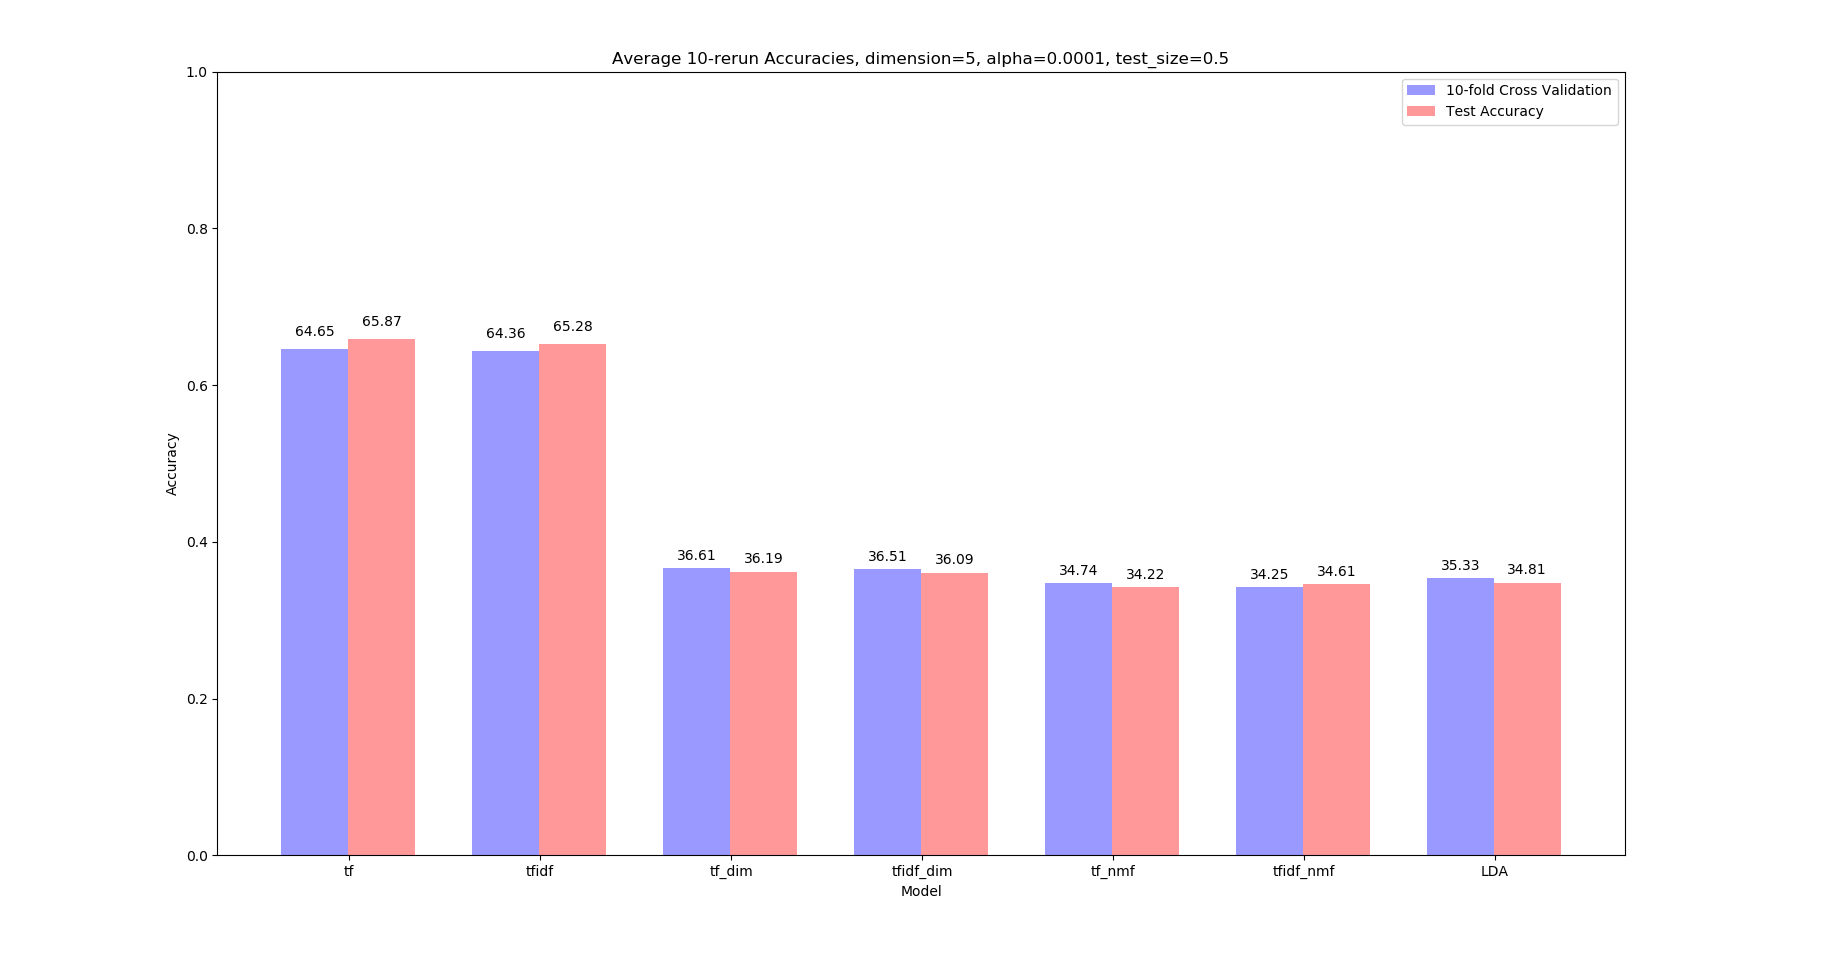 Average 10-rerun Accuracies, dimension=5, alpha=0.0001, test_size=0.5
1.0
10-fold Cross Validation
Test Accuracy
0.8
0.6
0.4
0.2
0.0
Accuracy
64.65
65.87
64.36
65.28
36.61
36.19
36.51
36.09
34.74
34.22
34.25
34.61
35.33
34.81
tf
tfidf
tf_dim
tfidf_dim
tf_nmf
tfidf_nmf
LDA
Model